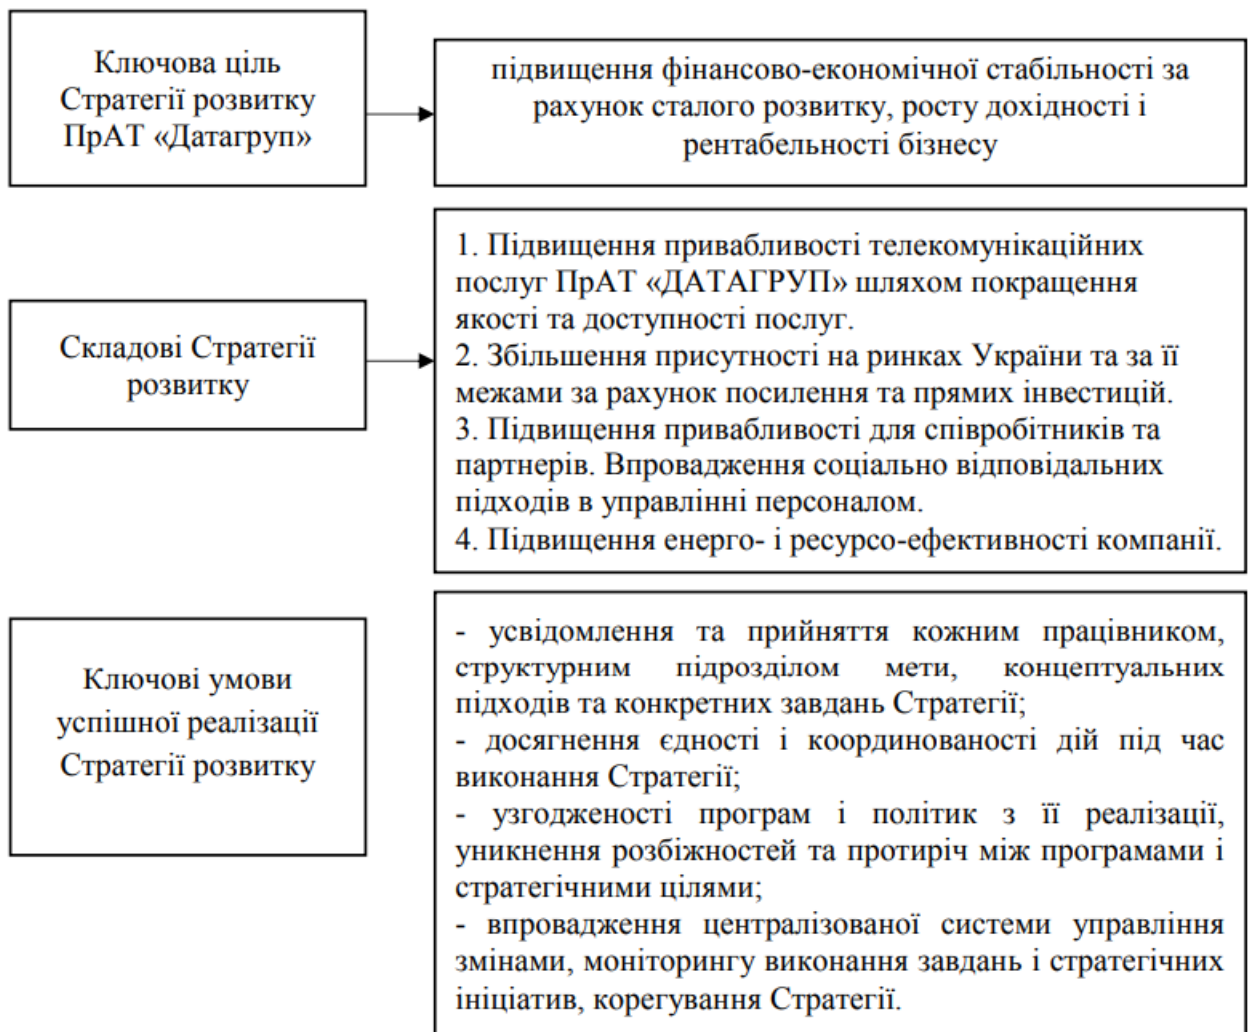 Ключова ціль
Стратегії розвитку
ПрАТ «Датагруп»
підвищення фінансово-економічної стабільності за
рахунок сталого розвитку, росту дохідності і
рентабельності бізнесу
Складові Стратегії
розвитку
1. Підвищення привабливості телекомунікаційних
послуг ПрАТ «ДАТАГРУП» шляхом покращення
якості та доступності послуг.
2. Збільшення присутності на ринках України та за її
межами за рахунок посилення та прямих інвестицій.
3. Підвищення привабливості для співробітників та
партнерів. Впровадження соціально відповідальних
підходів в управлінні персоналом.
4. Підвищення енерго- і ресурсо-ефективності компанії.
Ключові умови
успішної реалізації
Стратегії розвитку
- усвідомлення та прийняття кожним працівником,
структурним підрозділом мети, концептуальних
підходів та конкретних завдань Стратегії;
- досягнення єдності і координованості дій під час
виконання Стратегії;
- узгодженості програм і політик з її реалізації,
уникнення розбіжностей та протиріч між програмами і
стратегічними цілями;
- впровадження централізованої системи управління
змінами, моніторингу виконання завдань і стратегічних
ініціатив, корегування Стратегії.